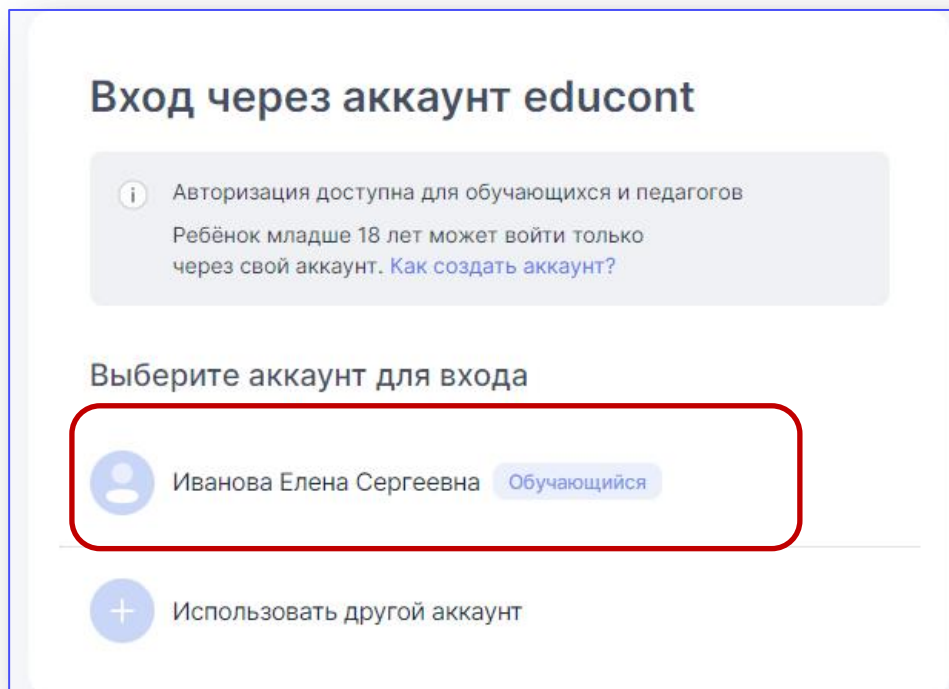 Вход через аккаунт educont
Авторизация доступна для обучающихся и педагогов
Ребёнок младше 18 лет может войти только
через свой аккаунт. Как создать аккаунт?
Выберите аккаунт для входа
Иванова Елена Сергеевна Обучающийся
Использовать другой аккаунт